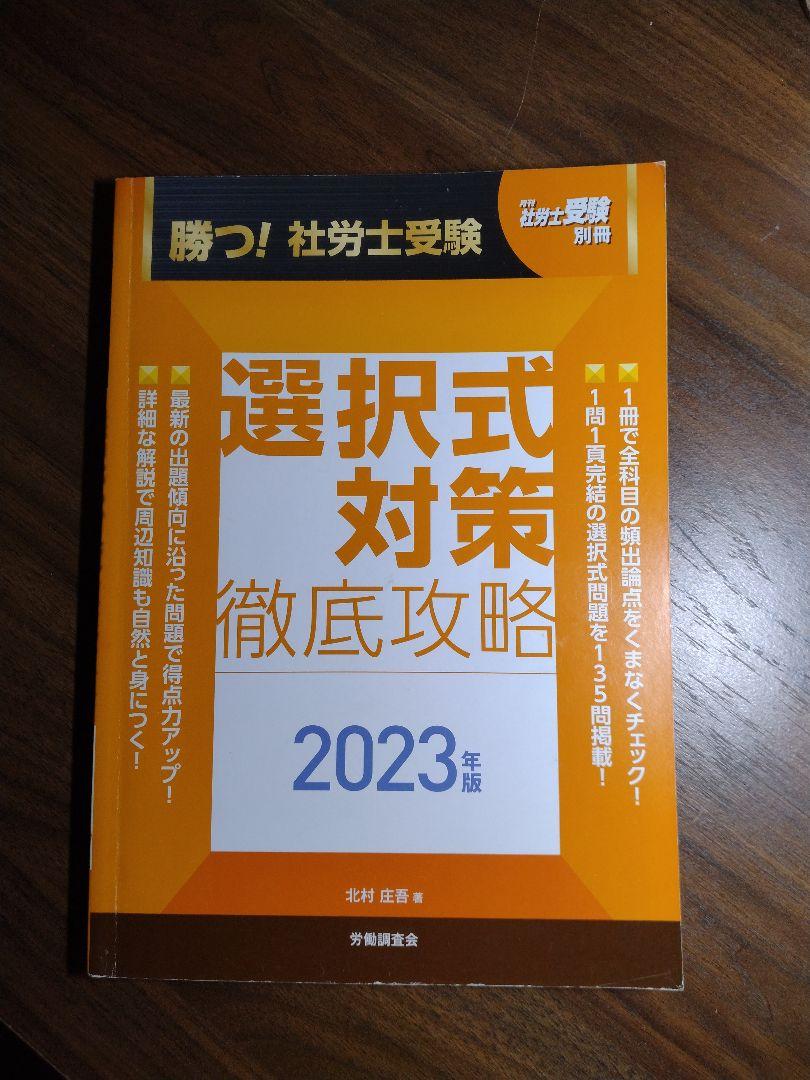 勝つ！ 社労士受験
月刊
社労士受験
別冊
選択式
対策
徹底攻略
2023年版
1冊で全科目の頻出論点をくまなくチェック！
1問1頁完結の選択式問題を135問掲載！
最新の出題傾向に沿った問題で得点力アップ！
詳細な解説で周辺知識も自然と身につく！
北村 庄吾 著
労働調査会